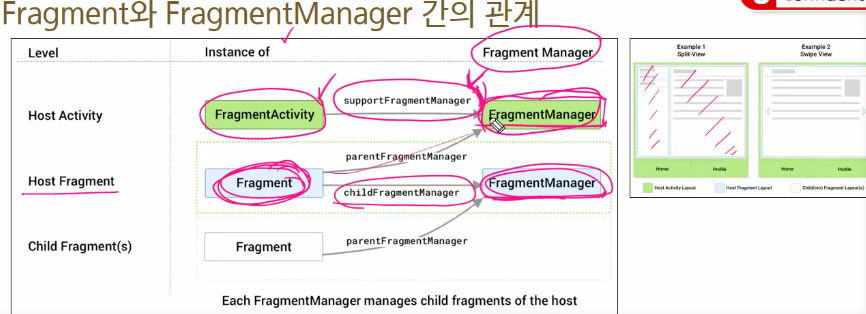 Fragment와 FragmentManager 간의 관계
Level
Instance of
Fragment Manager
Host Activity
FragmentActivity
supportFragmentManager
FragmentManager
parentFragmentManager
Host Fragment
Fragment
childFragmentManager
FragmentManager
Child Fragment(s)
Fragment
parentFragmentManager
Each FragmentManager manages child fragments of the host
Example 1
Split-View
Example 2
Swipe View
Home
Profile
Home
Profile
Host Activity Layout
Host Fragment Layout
Child(ren) Fragment Layout(s)